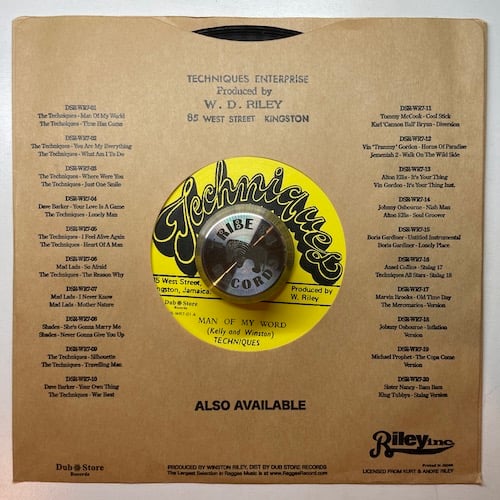 TECHNIQUES ENTERPRISE
Produced by
W. D. RILEY
85 WEST STREET KINGSTON
DSR-WR7-01
The Techniques - Man Of My World
The Techniques - Time Has Come
DSR-WR7-02
The Techniques - You Are My Everything
The Techniques - What Am I To Do
DSR-WR7-03
The Techniques - Where Were You
The Techniques - Just One Smile
DSR-WR7-04
Dave Barker - Your Love Is A Game
The Techniques - Lonely Man
DSR-WR7-05
The Techniques - I Feel Alive Again
The Techniques - Heart Of A Man
DSR-WR7-06
Mad Lads - So Afraid
The Techniques - The Reason Why
DSR-WR7-07
Mad Lads - I Never Knew
Mad Lads - Mother Nature
DSR-WR7-08
Shades - She's Gonna Marry Me
Shades - Never Gonna Give You Up
DSR-WR7-09
The Techniques - Silhouette
The Techniques - Travelling Man
DSR-WR7-10
Dave Barker - Your Own Thing
The Techniques - War Boat
Techniques
TRIBE
RECORDS
15 West Street,
Kingston, Jamaica.
Produced by
W. Riley
Dub Store
DSR-WR7-01 A
MAN OF MY WORD
(Kelly and Winston)
TECHNIQUES
DSR-WR7-11
Tommy McCook - Cool Stick
Karl "Cannon Ball" Bryan - Diversion
DSR-WR7-12
Vin "Trammy" Gordon - Horns Of Paradise
Jeremiah 2 - Walk On The Wild Side
DSR-WR7-13
Alton Ellis - It's Your Thing
Vin Gordon - It's Your Thing Just.
DSR-WR7-14
Johnny Osbourne - Nish Man
Alton Ellis - Soul Groover
DSR-WR7-15
Boris Gardiner - Untitled Instrumental
Boris Gardiner - Lonely Place
DSR-WR7-16
Ansel Collins - Stalag 17
Techniques All Stars - Stalag 18
DSR-WR7-17
Marvin Brooks - Old Time Day
The Mercenaries - Version
DSR-WR7-18
Johnny Osbourne - Inflation
Version
DSR-WR7-19
Michael Prophet - The Cups Came
Version
DSR-WR7-20
Sister Nancy - Bam Bam
King Tubbys - Stalag Version
ALSO AVAILABLE
Dub Store
Records
PRODUCED BY WINSTON RILEY, DIST BY DUB STORE RECORDS
The Largest Selection in Reggae Music is at www.ReggaeRecord.com
Riley inc.
Printed in Japan
LICENSED FROM KURT & ANDRE RILEY